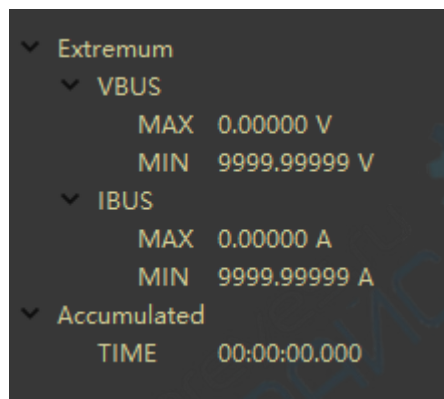 Extremum
VBUS
MAX 0.00000 V
MIN 9999.99999 V
IBUS
MAX 0.00000 A
MIN 9999.99999 A
Accumulated
TIME 00:00:00.000